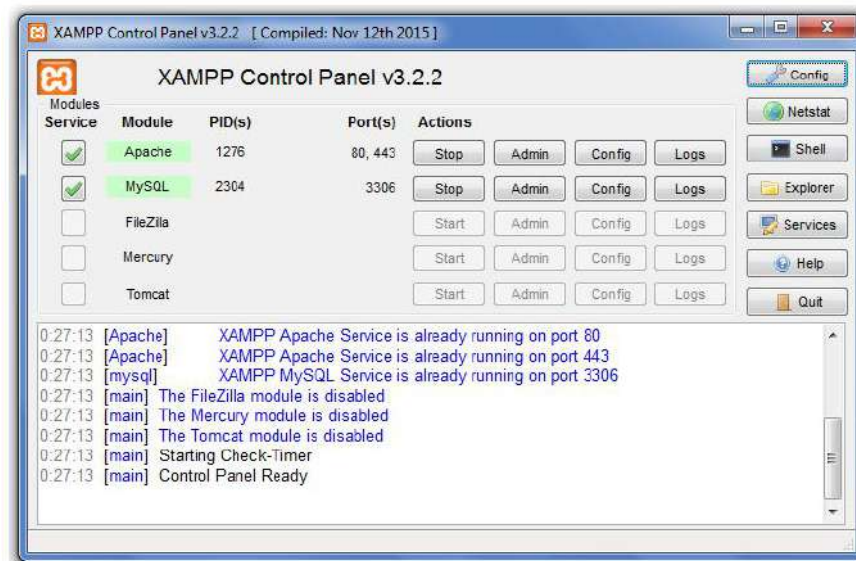 XAMPP Control Panel v3.2.2 [ Compiled: Nov 12th 2015 ]
XAMPP Control Panel v3.2.2
Config
Modules
Service Module PID(s) Port(s) Actions
Netstat
Apache 1276 80, 443 Stop Admin Config Logs
Shell
MySQL 2304 3306 Stop Admin Config Logs
Explorer
FileZilla Start Admin Config Logs
Services
Mercury Start Admin Config Logs
Help
Tomcat Start Admin Config Logs
Quit
0:27:13 [Apache] XAMPP Apache Service is already running on port 80
0:27:13 [Apache] XAMPP Apache Service is already running on port 443
0:27:13 [mysql] XAMPP MySQL Service is already running on port 3306
0:27:13 [main] The FileZilla module is disabled
0:27:13 [main] The Mercury module is disabled
0:27:13 [main] The Tomcat module is disabled
0:27:13 [main] Starting Check-Timer
0:27:13 [main] Control Panel Ready